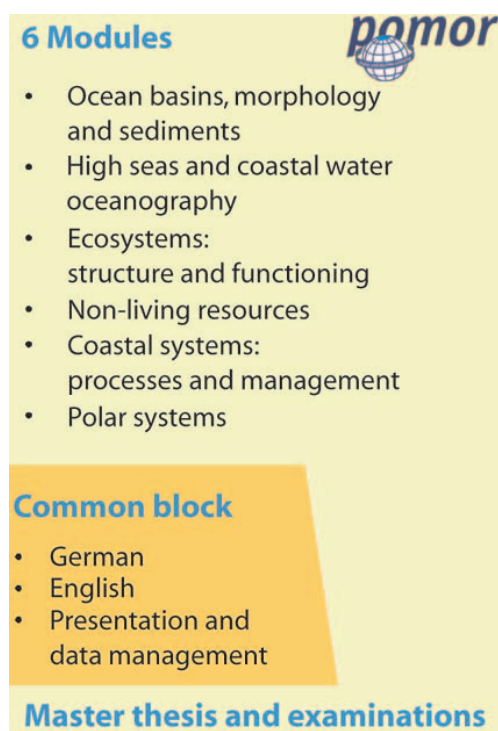 6 Modules
pomor
• Ocean basins, morphology
and sediments
• High seas and coastal water
oceanography
• Ecosystems:
structure and functioning
• Non-living resources
• Coastal systems:
processes and management
• Polar systems
Common block
• German
• English
• Presentation and
data management
Master thesis and examinations